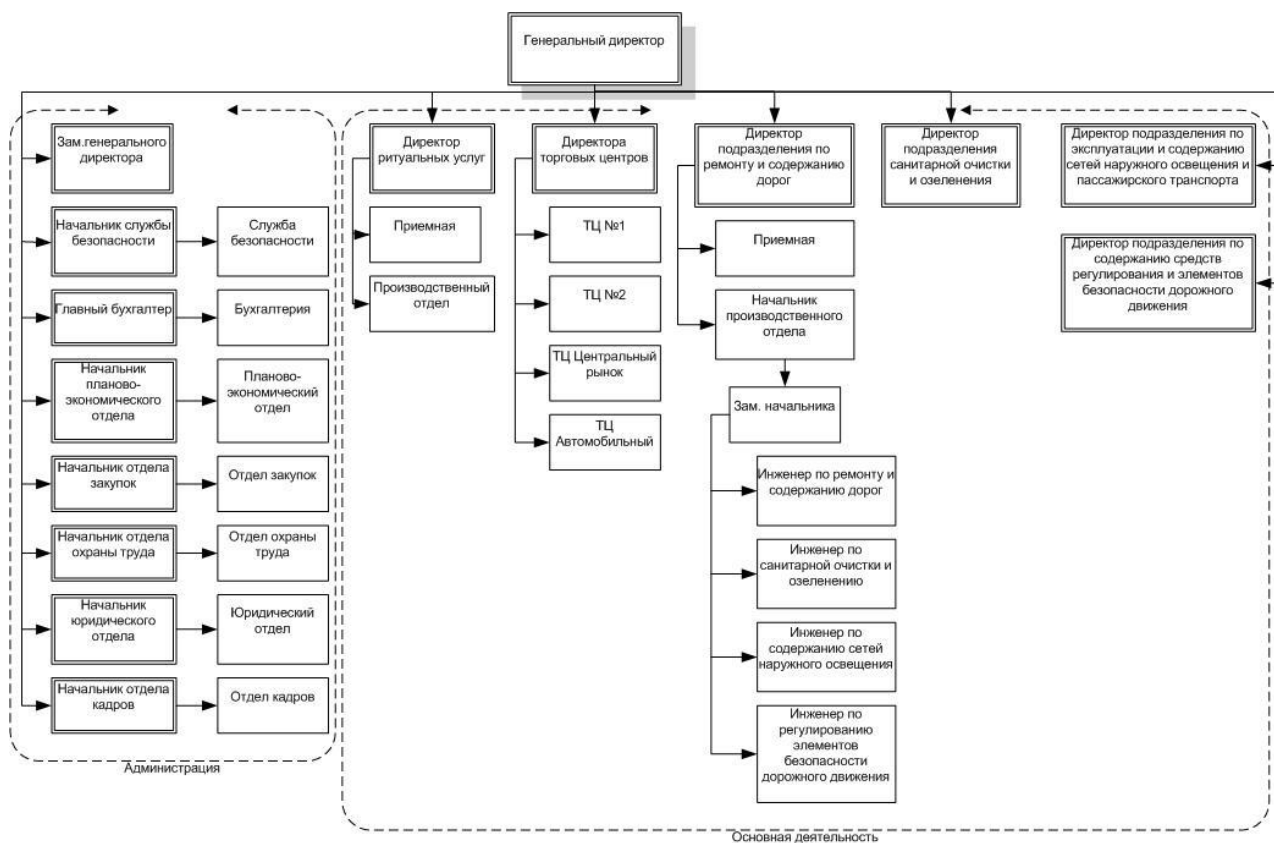 Генеральный директор
Зам.генерального
директора
Начальник службы
безопасности
Служба
безопасности
Главный бухгалтер
Бухгалтерия
Начальник
планово-
экономического
отдела
Планово-
экономический
отдел
Начальник отдела
закупок
Отдел закупок
Начальник отдела
охраны труда
Отдел охраны
труда
Начальник
юридического
отдела
Юридический
отдел
Начальник отдела
кадров
Отдел кадров
Администрация
Директор
ритуальных услуг
Приемная
Производственный
отдел
Директора
торговых центров
ТЦ №1
ТЦ №2
ТЦ Центральный
рынок
ТЦ
Автомобильный
Директор
подразделения по
ремонту и содержанию
дорог
Приемная
Начальник
производственного
отдела
Зам. начальника
Инженер по ремонту и
содержанию дорог
Инженер по
санитарной очистки и
озеленению
Инженер по
содержанию сетей
наружного освещения
Инженер по
регулированию
элементов
безопасности
дорожного движения
Директор
подразделения
санитарной очистки
и озеленения
Директор подразделения по
эксплуатации и содержанию
сетей наружного освещения и
пассажирского транспорта
Директор подразделения по
содержанию средств
регулирования и элементов
безопасности дорожного
движения
Основная деятельность